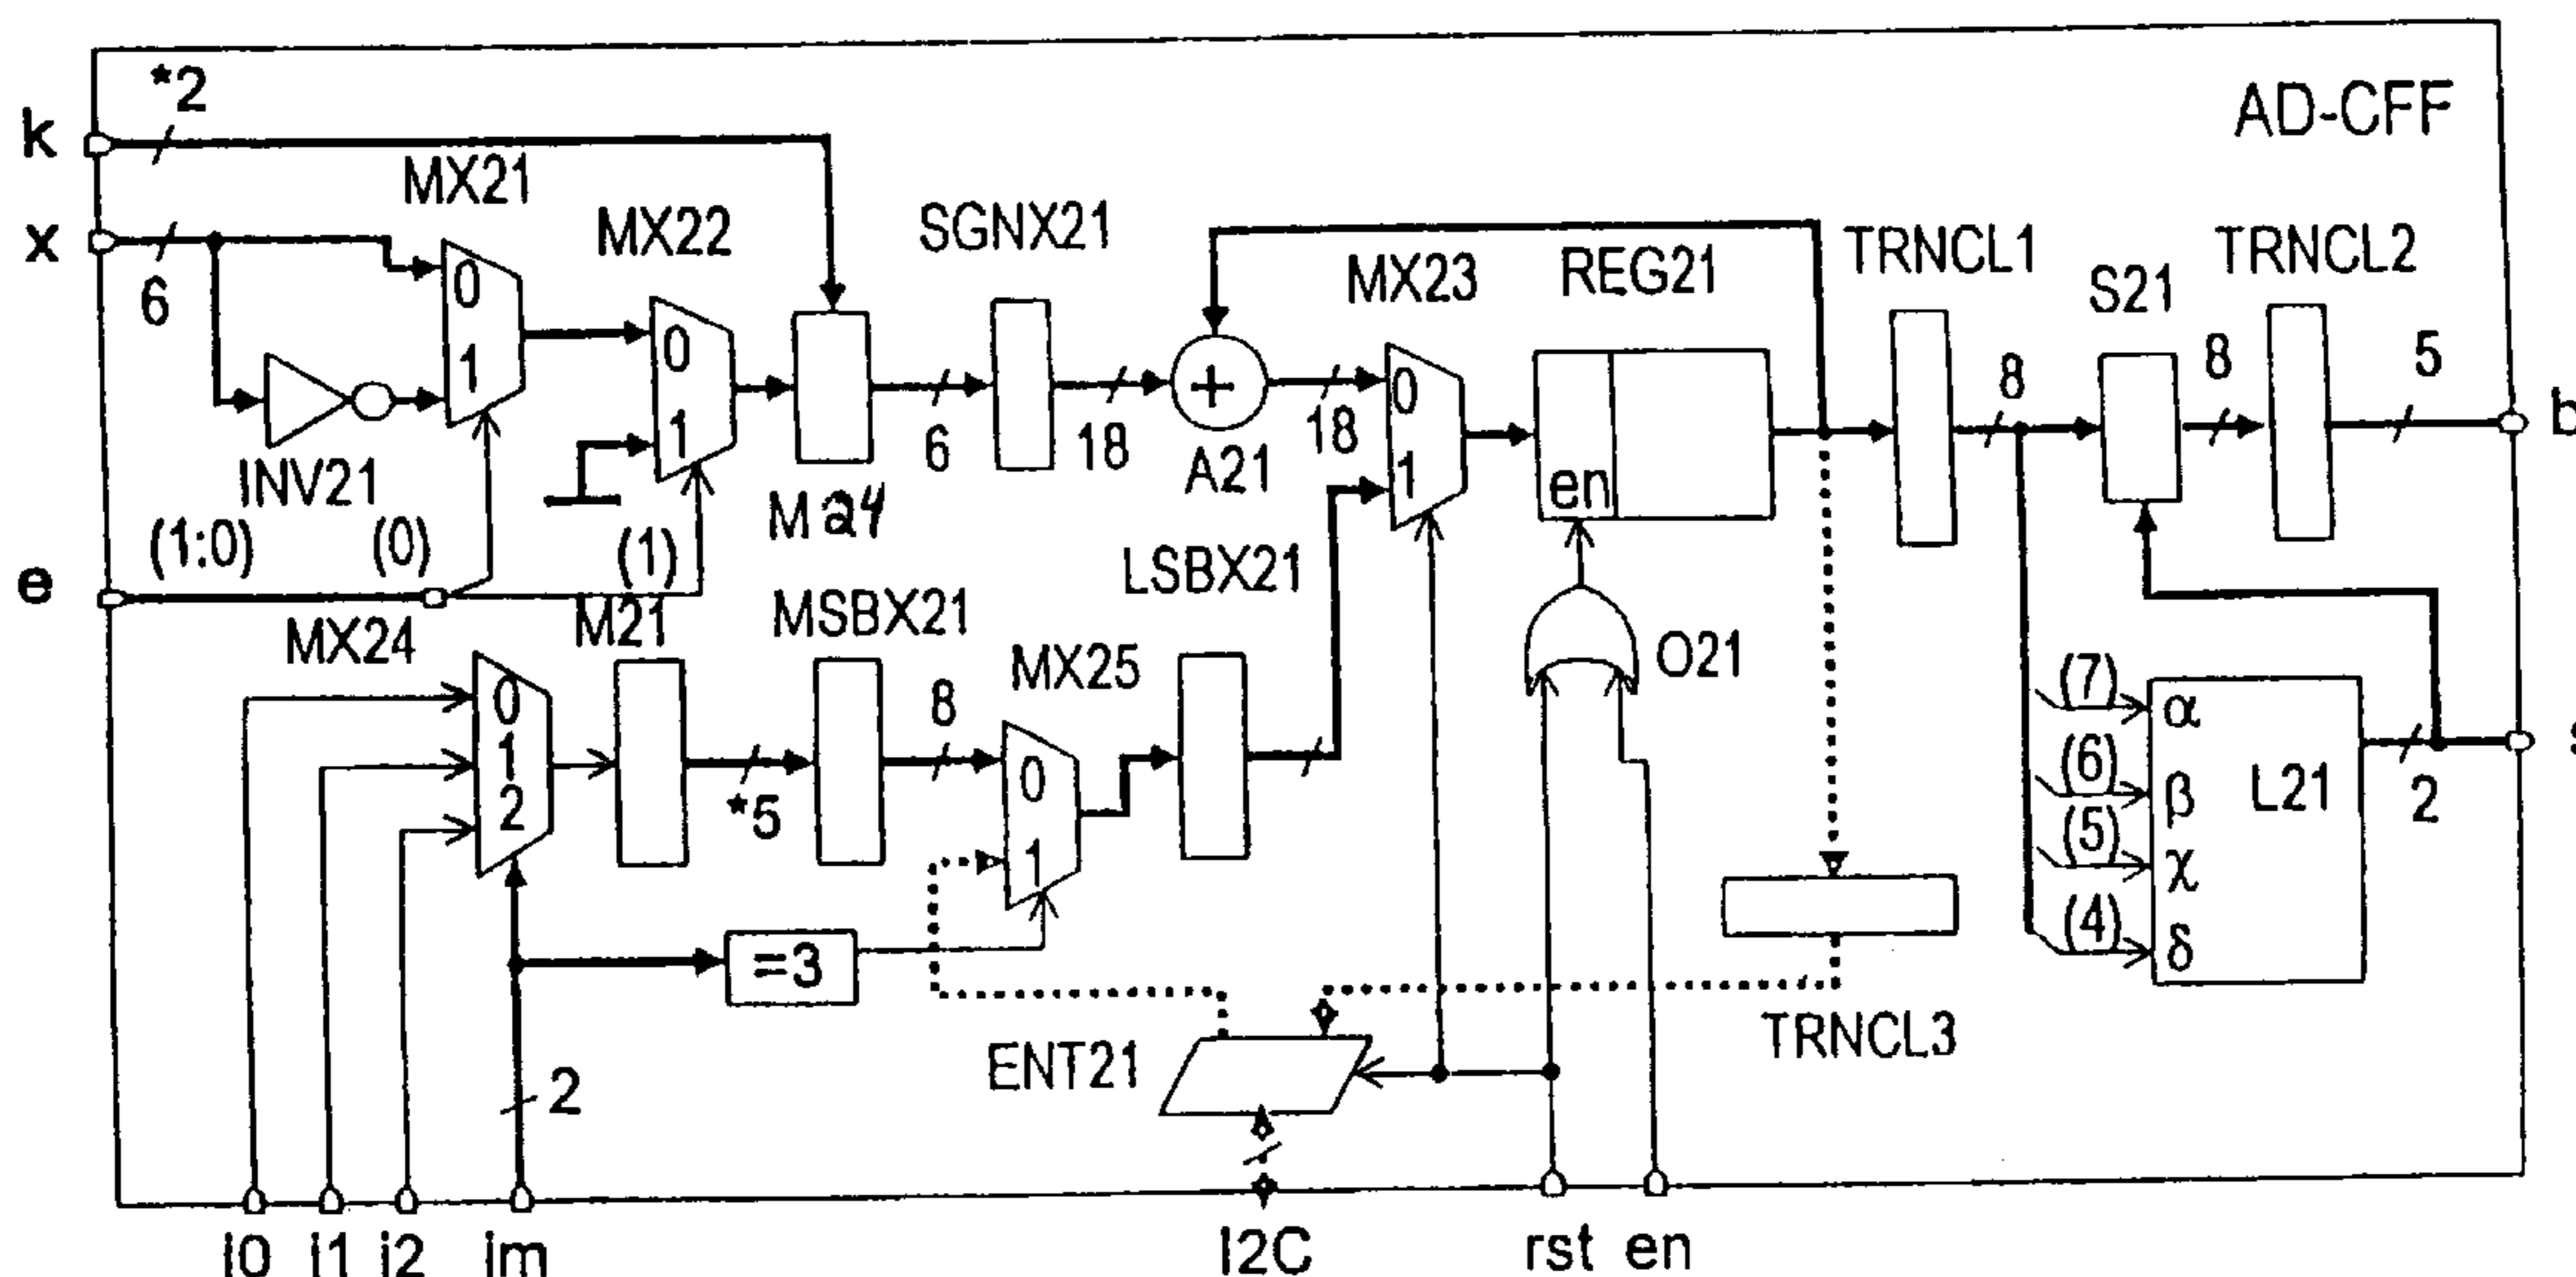 AD-CFF
*2
k
MX21
x
6
0
1
INV21
MX22
0
1
SGNX21
M24
6
18
A21
+
18
MX23
0
1
REG21
en
TRNCL1
8
S21
8
TRNCL2
5
b
(1:0)
(0)
(1)
e
MX24
0
1
2
M21
*5
MSBX21
8
MX25
0
1
LSBX21
O21
(7)
α
(6)
β
(5)
χ
(4)
δ
L21
2
s
=3
2
ENT21
TRNCL3
i0
i1
i2
im
I2C
rst
en